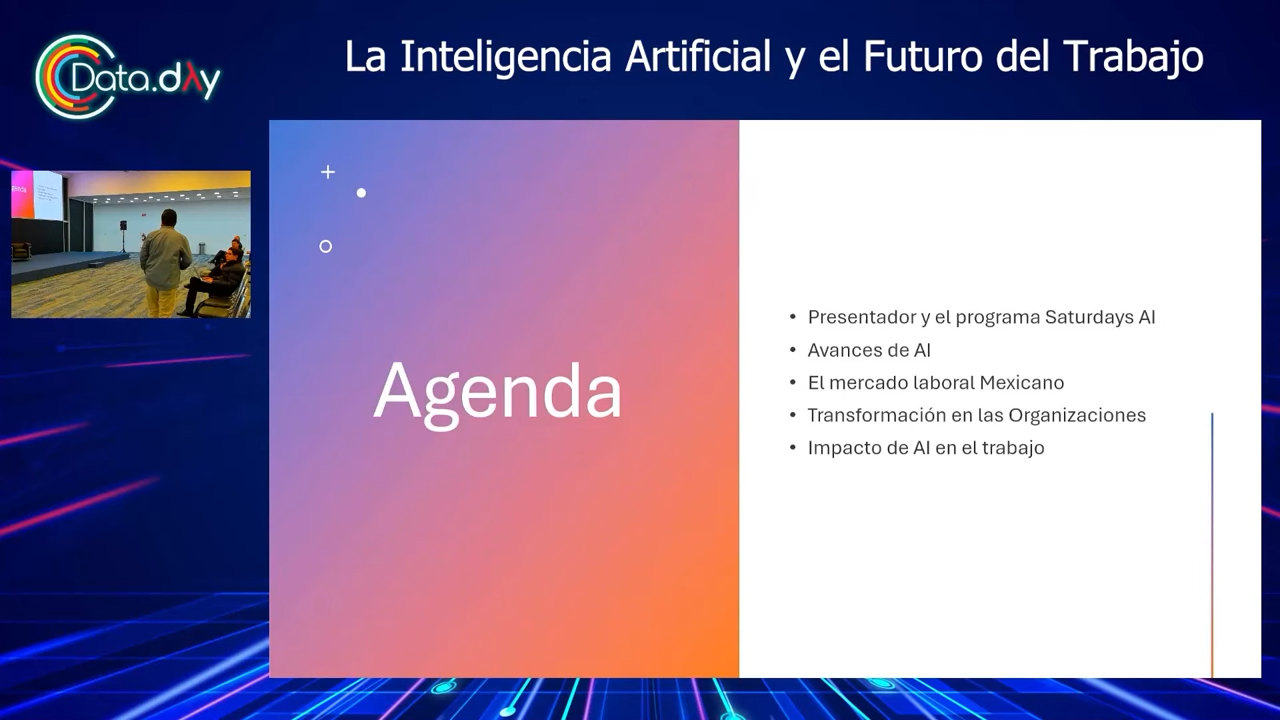 Data.dλy
La Inteligencia Artificial y el Futuro del Trabajo
Agenda
• Presentador y el programa Saturdays AI
• Avances de AI
• El mercado laboral Mexicano
• Transformación en las Organizaciones
• Impacto de AI en el trabajo